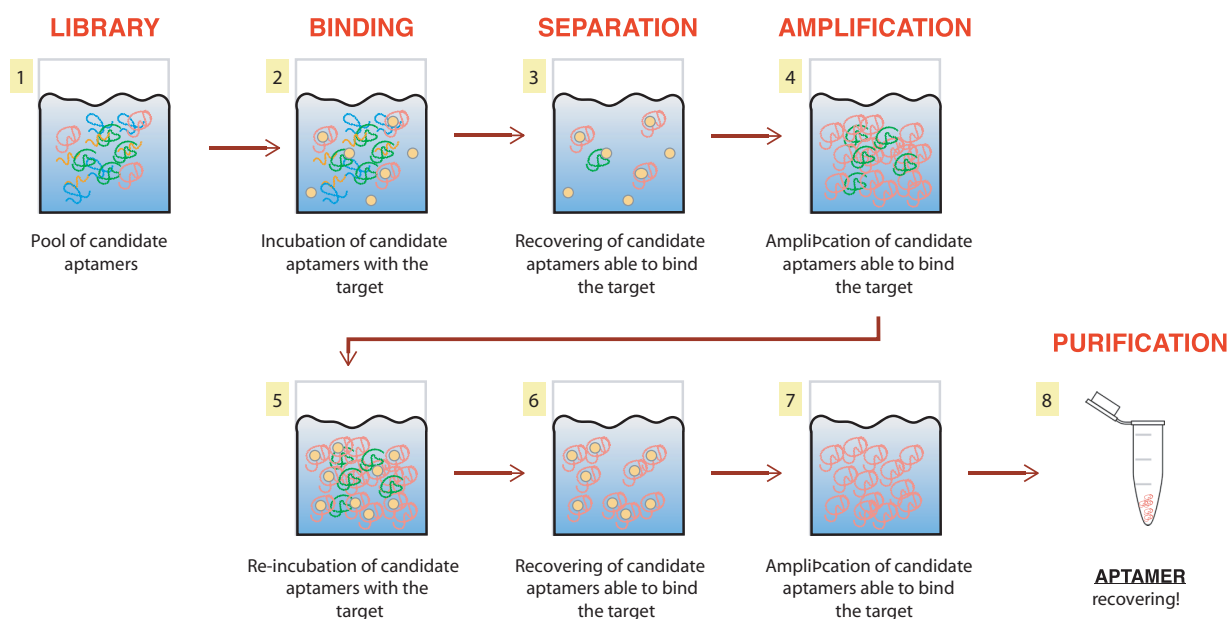 LIBRARY
BINDING
SEPARATION
AMPLIFICATION
1
2
3
4
Pool of candidate
aptamers
Incubation of candidate
aptamers with the
target
Recovering of candidate
aptamers able to bind
the target
AmpliÞcation of candidate
aptamers able to bind
the target
PURIFICATION
5
6
7
8
Re-incubation of candidate
aptamers with the
target
Recovering of candidate
aptamers able to bind
the target
AmpliÞcation of candidate
aptamers able to bind
the target
APTAMER
recovering!